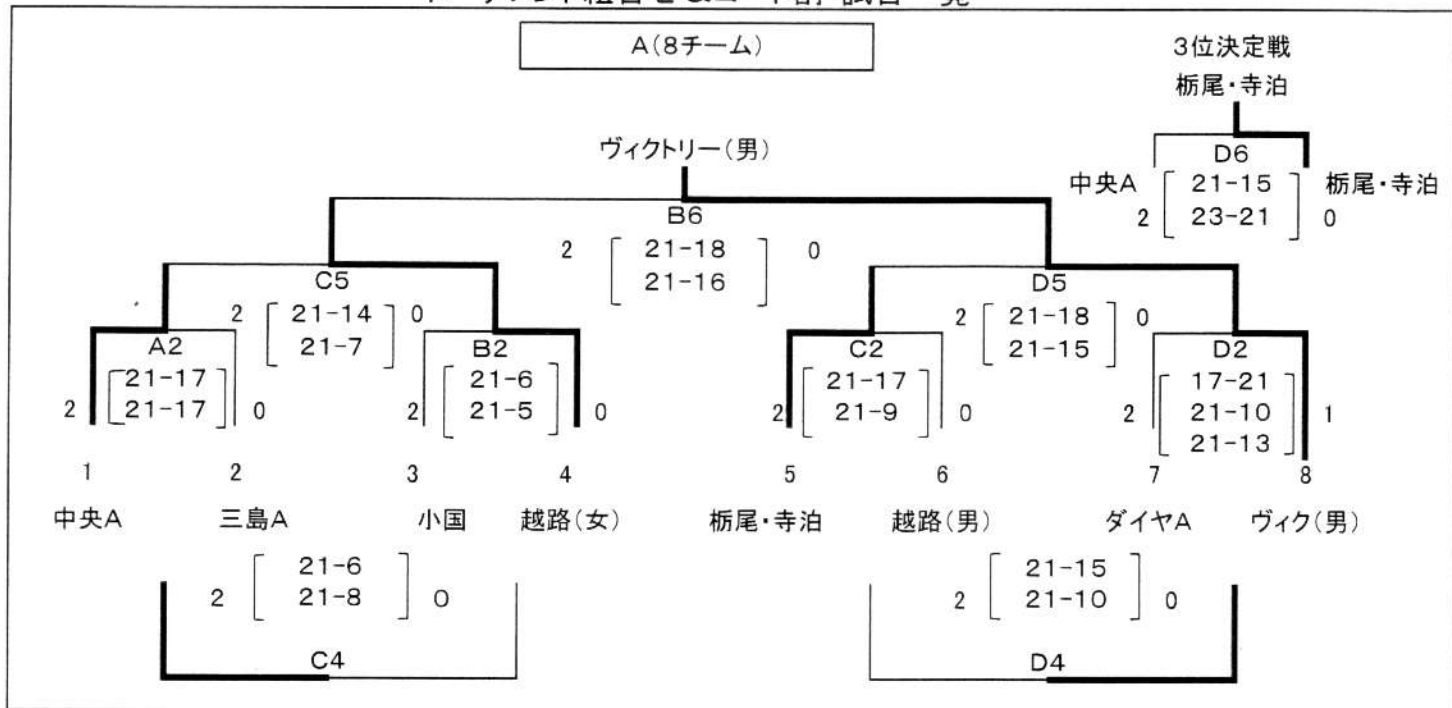 A(8チーム)
3位決定戦
栃尾・寺泊
ヴィクトリー(男)
D6
中央A 21-15 栃尾・寺泊
2 23-21 0
B6
2 21-18 0
21-16
C5
2 21-14 0
21-7
D5
2 21-18 0
21-15
A2
21-17
2 21-17 0
B2
21-6
2 21-5 0
C2
21-17
2 21-9 0
D2
17-21
2 21-10 1
21-13
1 2 3 4 5 6 7 8
中央A 三島A 小国 越路(女) 栃尾・寺泊 越路(男) ダイヤA ヴィク(男)
21-6
2 21-8 0
C4
21-15
2 21-10 0
D4